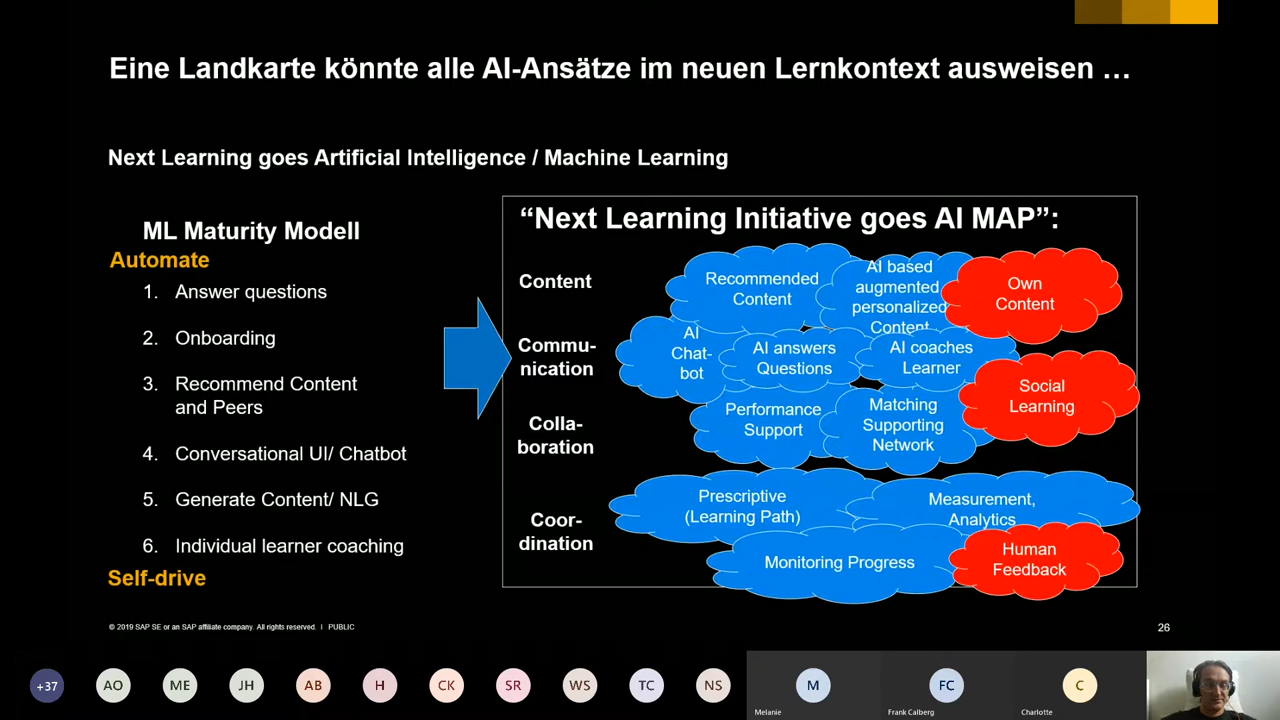 Eine Landkarte könnte alle AI-Ansätze im neuen Lernkontext ausweisen …
Next Learning goes Artificial Intelligence / Machine Learning
ML Maturity Modell
Automate
1. Answer questions
2. Onboarding
3. Recommend Content
and Peers
4. Conversational UI/ Chatbot
5. Generate Content/ NLG
6. Individual learner coaching
Self-drive
“Next Learning Initiative goes AI MAP”:
Content
Recommended
Content
AI based
augmented
personalized
Content
Own
Content
Commu-
nication
AI
Chat-
bot
AI answers
Questions
AI coaches
Learner
Social
Learning
Colla-
boration
Performance
Support
Matching
Supporting
Network
Coor-
dination
Prescriptive
(Learning Path)
Measurement,
Analytics
Monitoring Progress
Human
Feedback
© 2019 SAP SE or an SAP affiliate company. All rights reserved. I PUBLIC
26
+37
AO
ME
JH
AB
H
CK
SR
WS
TC
NS
M
Melanie
FC
Frank Calberg
C
Charlotte